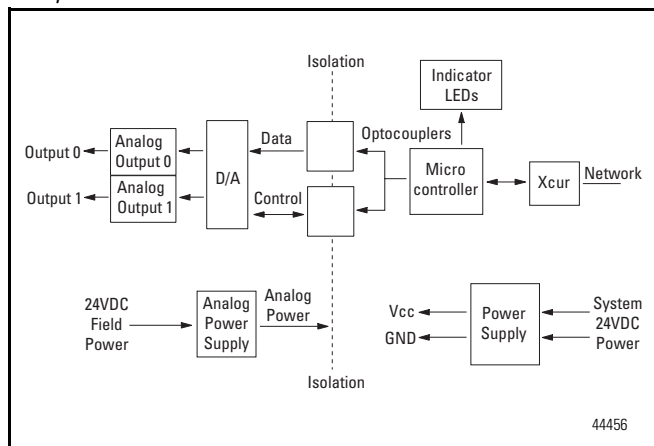 Isolation
Indicator
LEDs
Data
Optocouplers
Output 0
Analog
Output 0
D/A
Micro
controller
Xcur
Network
Output 1
Analog
Output 1
Control
24VDC
Field
Power
Analog
Power
Supply
Analog
Power
Vcc
GND
Power
Supply
System
24VDC
Power
Isolation
44456